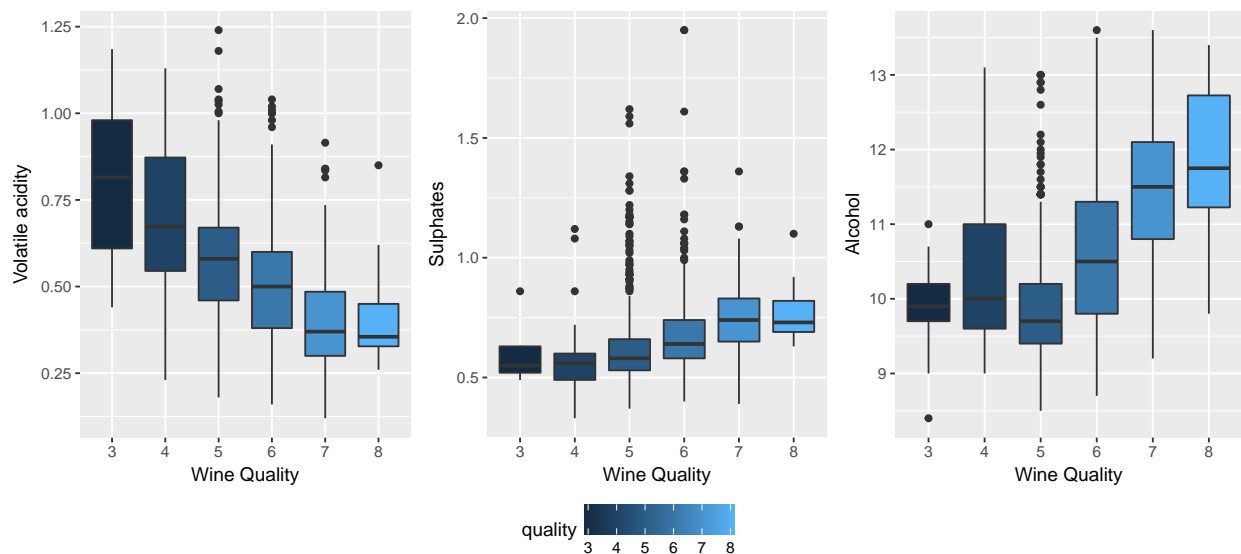 Volatile acidity
1.25
1.00
0.75
0.50
0.25
3 4 5 6 7 8
Wine Quality
Sulphates
2.0
1.5
1.0
0.5
3 4 5 6 7 8
Wine Quality
Alcohol
13
12
11
10
9
3 4 5 6 7 8
Wine Quality
quality
3 4 5 6 7 8